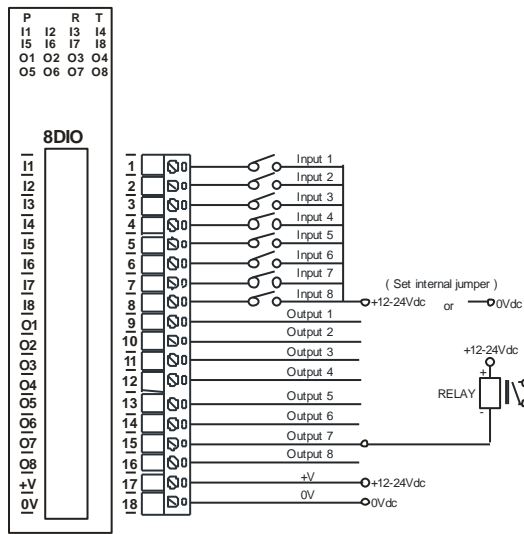 P R T
I1 I2 I3 I4
I5 I6 I7 I8
O1 O2 O3 O4
O5 O6 O7 O8
8DIO
I1 1 Input 1
I2 2 Input 2
I3 3 Input 3
I4 4 Input 4
I5 5 Input 5
I6 6 Input 6
I7 7 Input 7
I8 8 Input 8 +12-24Vdc
( Set internal jumper )
or 0Vdc
O1 9 Output 1
O2 10 Output 2
O3 11 Output 3
O4 12 Output 4
+12-24Vdc
+
RELAY
-
O5 13 Output 5
O6 14 Output 6
O7 15 Output 7
O8 16 Output 8
+V 17 +V +12-24Vdc
0V 18 0V 0Vdc